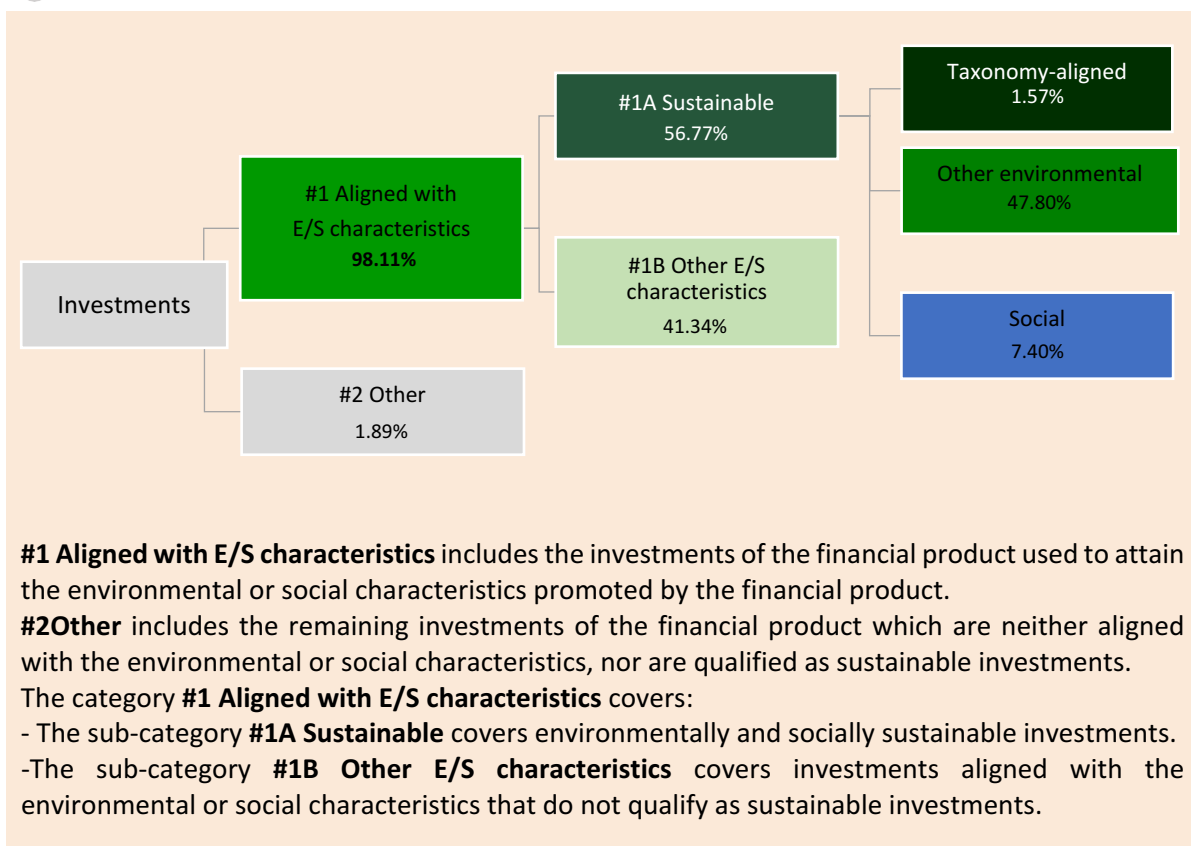 Investments
#1 Aligned with
E/S characteristics
98.11%
#2 Other
1.89%
#1A Sustainable
56.77%
#1B Other E/S
characteristics
41.34%
Taxonomy-aligned
1.57%
Other environmental
47.80%
Social
7.40%
#1 Aligned with E/S characteristics includes the investments of the financial product used to attain
the environmental or social characteristics promoted by the financial product.
#2Other includes the remaining investments of the financial product which are neither aligned
with the environmental or social characteristics, nor are qualified as sustainable investments.
The category #1 Aligned with E/S characteristics covers:
- The sub-category #1A Sustainable covers environmentally and socially sustainable investments.
-The sub-category #1B Other E/S characteristics covers investments aligned with the
environmental or social characteristics that do not qualify as sustainable investments.